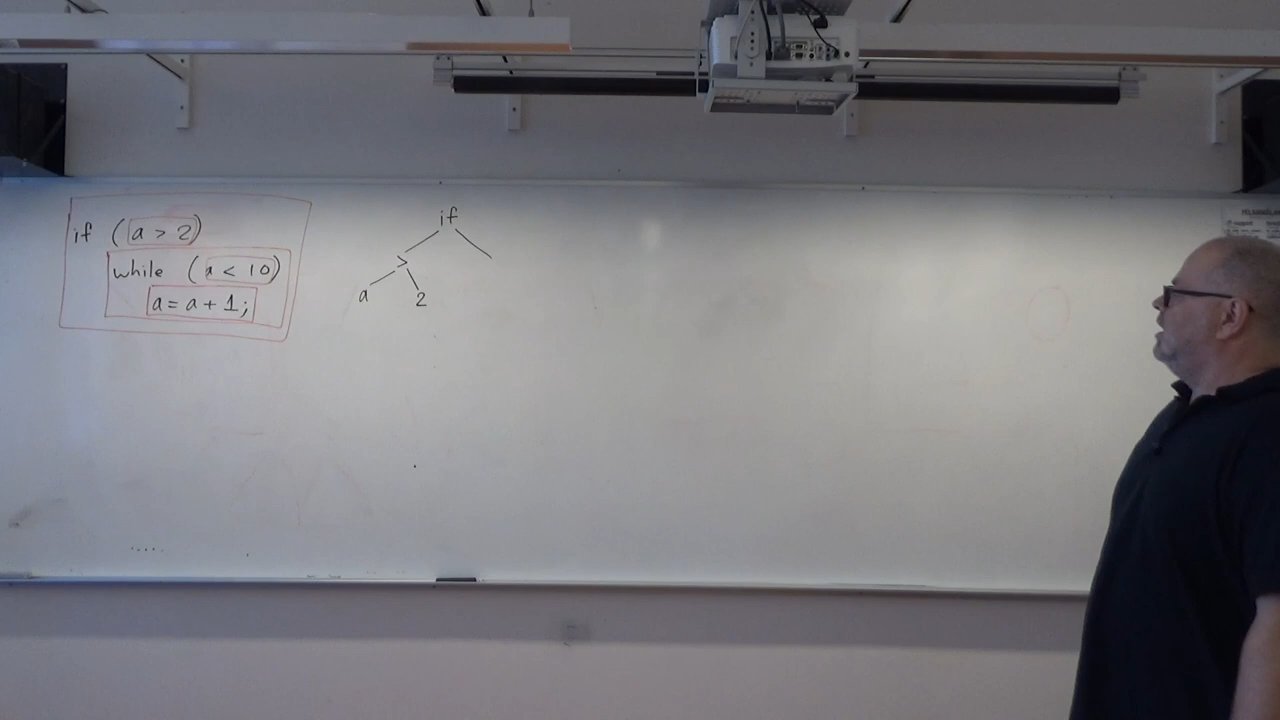 if (a > 2)
while (a < 10)
a = a + 1;
if
>
a 2